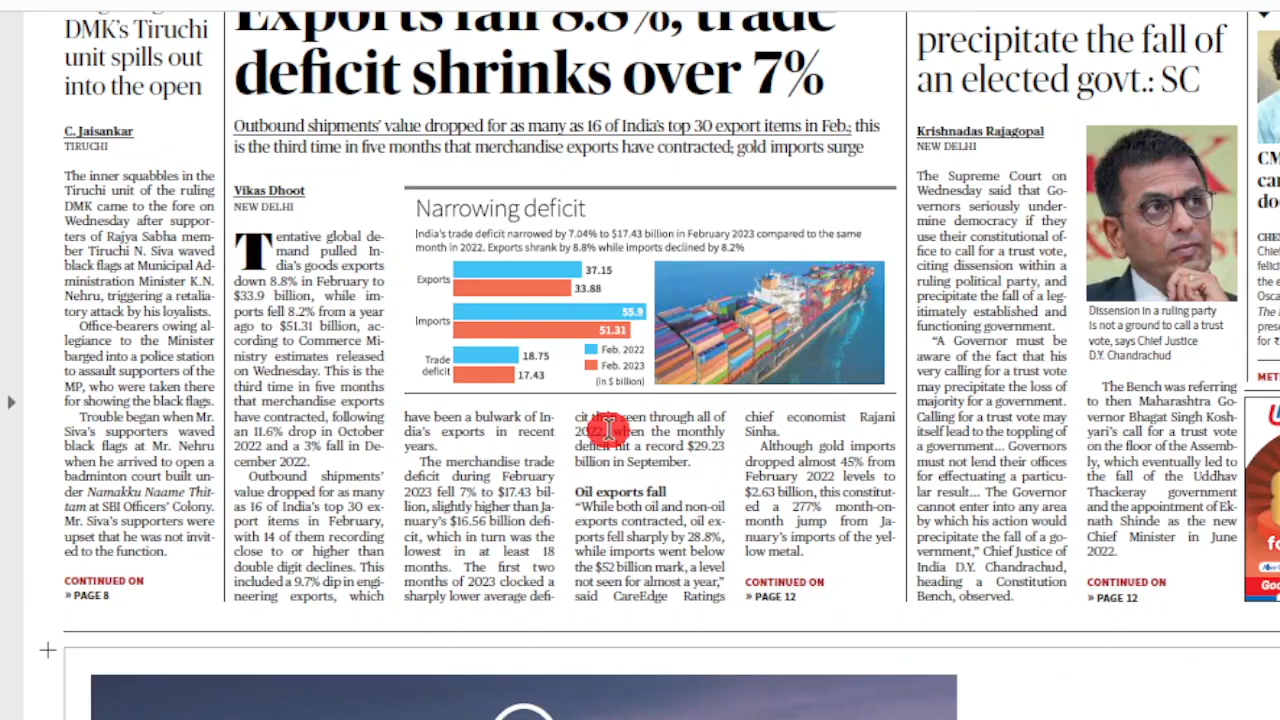 DMK's Tiruchi
unit spills out
into the open
C. Jaisankar
TIRUCHI
The inner squabbles in the
Tiruchi unit of the ruling
DMK came to the fore on
Wednesday after suppor-
ters of Rajya Sabha mem-
ber Tiruchi N. Siva waved
black flags at Municipal Ad-
ministration Minister K.N.
Nehru, triggering a retalia-
tory attack by his loyalists.
Office-bearers owing al-
legiance to the Minister
barged into a police station
to assault supporters of the
MP, who were taken there
for showing the black flags.
Trouble began when Mr.
Siva's supporters waved
black flags at Mr. Nehru
when he arrived to open a
badminton court built un-
der Namakku Naame Thit-
tam at SBI Officers' Colony.
Mr. Siva's supporters were
upset that he was not invit-
ed to the function.
CONTINUED ON
» PAGE 8
Exports fall 8.8%, trade
deficit shrinks over 7%
Outbound shipments' value dropped for as many as 16 of India's top 30 export items in Feb.; this
is the third time in five months that merchandise exports have contracted; gold imports surge
Vikas Dhoot
NEW DELHI
Tentative global de-
mand pulled In-
dia's goods exports
down 8.8% in February to
$33.9 billion, while im-
ports fell 8.2% from a year
ago to $51.31 billion, ac-
cording to Commerce Mi-
nistry estimates released
on Wednesday. This is the
third time in five months
that merchandise exports
have contracted, following
an 11.6% drop in October
2022 and a 3% fall in De-
cember 2022.
Outbound shipments'
value dropped for as many
as 16 of India's top 30 ex-
port items in February,
with 14 of them recording
close to or higher than
double digit declines. This
included a 9.7% dip in engi-
neering exports, which
Narrowing deficit
India's trade deficit narrowed by 7.04% to $17.43 billion in February 2023 compared to the same
month in 2022. Exports shrank by 8.8% while imports declined by 8.2%
Exports
37.15
33.88
Imports
55.9
51.31
Trade
deficit
18.75
17.43
Feb. 2022
Feb. 2023
(In $ billion)
have been a bulwark of In-
dia's exports in recent
years.
The merchandise trade
deficit during February
2023 fell 7% to $17.43 bil-
lion, slightly higher than Ja-
nuary's $16.56 billion defi-
cit, which in turn was the
lowest in at least 18
months. The first two
months of 2023 clocked a
sharply lower average defi-
cit than seen through all of
2022, when the monthly
deficit hit a record $29.23
billion in September.
Oil exports fall
“While both oil and non-oil
exports contracted, oil ex-
ports fell sharply by 28.8%,
while imports went below
the $52 billion mark, a level
not seen for almost a year,”
said CareEdge Ratings
chief economist Rajani
Sinha.
Although gold imports
dropped almost 45% from
February 2022 levels to
$2.63 billion, this constitut-
ed a 277% month-on-
month jump from Ja-
nuary's imports of the yel-
low metal.
CONTINUED ON
» PAGE 12
precipitate the fall of
an elected govt.: SC
Krishnadas Rajagopal
NEW DELHI
The Supreme Court on
Wednesday said that Go-
vernors seriously under-
mine democracy if they
use their constitutional of-
fice to call for a trust vote,
citing dissension within a
ruling political party, and
precipitate the fall of a leg-
itimately established and
functioning government.
“A Governor must be
aware of the fact that his
very calling for a trust vote
may precipitate the loss of
majority for a government.
Calling for a trust vote may
itself lead to the toppling of
a government... Governors
must not lend their offices
for effectuating a particu-
lar result... The Governor
cannot enter into any area
by which his action would
precipitate the fall of a go-
vernment,” Chief Justice of
India D.Y. Chandrachud,
heading a Constitution
Bench, observed.
Dissension in a ruling party
is not a ground to call a trust
vote, says Chief Justice
D.Y. Chandrachud
The Bench was referring
to then Maharashtra Go-
vernor Bhagat Singh Kosh-
yari's call for a trust vote
on the floor of the Assemb-
ly, which eventually led to
the fall of the Uddhav
Thackeray government
and the appointment of Ek-
nath Shinde as the new
Chief Minister in June
2022.
CONTINUED ON
» PAGE 12